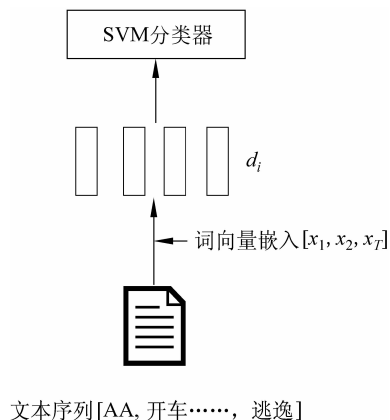 SVM分类器
d_i
词向量嵌入[x_1, x_2, x_T]
文本序列[AA, 开车……, 逃逸]